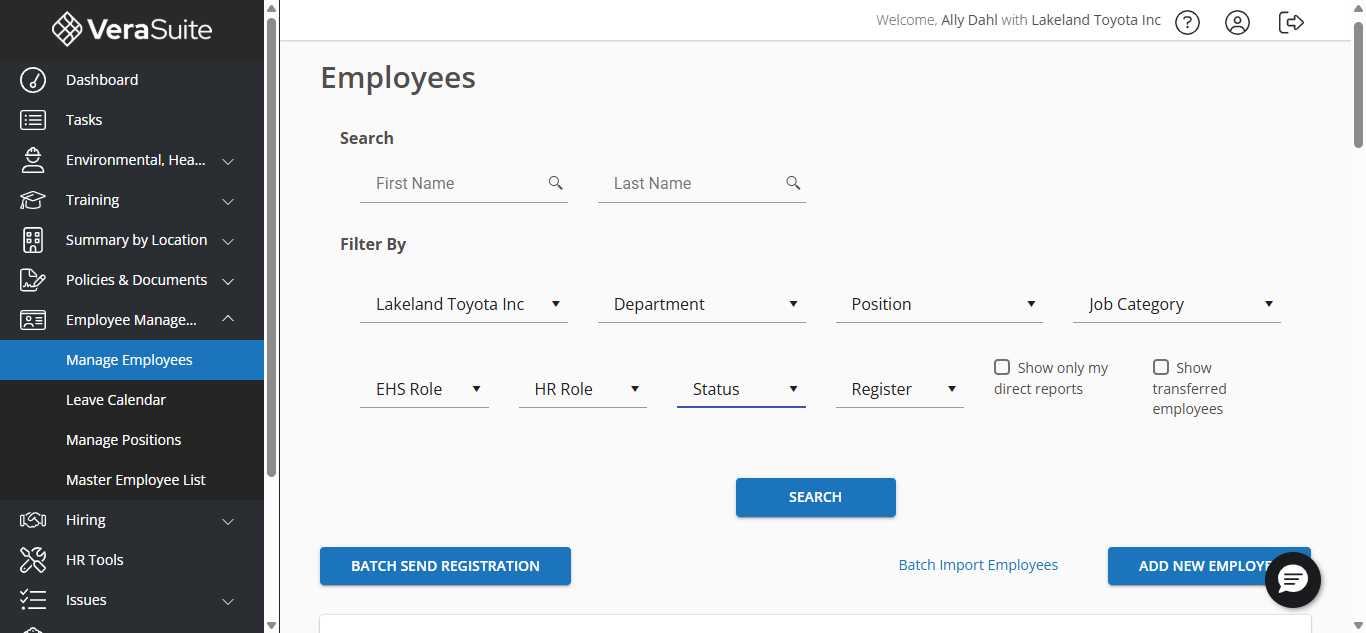 VeraSuite
Welcome, Ally Dahl with Lakeland Toyota Inc
?
Dashboard
Tasks
Environmental, Hea...
Training
Summary by Location
Policies & Documents
Employee Manage...
Manage Employees
Leave Calendar
Manage Positions
Master Employee List
Hiring
HR Tools
Issues
Employees
Search
First Name
Last Name
Filter By
Lakeland Toyota Inc
Department
Position
Job Category
EHS Role
HR Role
Status
Register
Show only my
direct reports
Show
transferred
employees
SEARCH
BATCH SEND REGISTRATION
Batch Import Employees
ADD NEW EMPLOYE